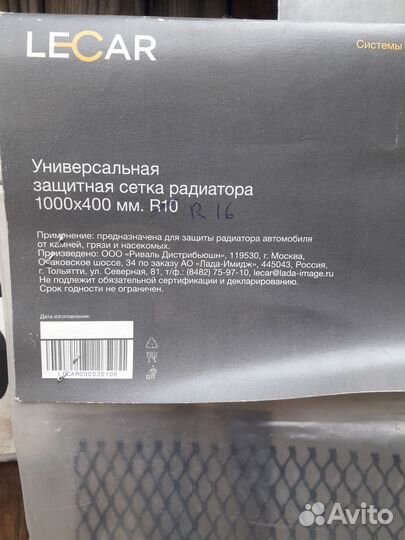 LECAR
Системы
Универсальная
защитная сетка радиатора
1000x400 мм. R10 R 16
Применение: предназначена для защиты радиатора автомобиля
от камней, грязи и насекомых.
Произведено: ООО «Риваль Дистрибьюшн», 119530, г. Москва,
Очаковское шоссе, 34 по заказу АО «Лада-Имидж», 445043, Россия,
г. Тольятти, ул. Северная, 81, т/ф.: (8482) 75-97-10, lecar@lada-image.ru
Не подлежит обязательной сертификации и декларированию.
Срок годности не ограничен.
Дата изготовления:
LECAR000030108
Avito